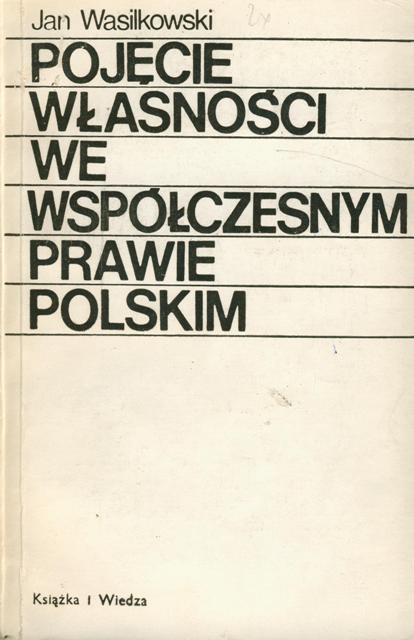 Jan Wasilkowski
POJĘCIE
WŁASNOŚCI
WE
WSPÓŁCZESNYM
PRAWIE
POLSKIM
Książka i Wiedza